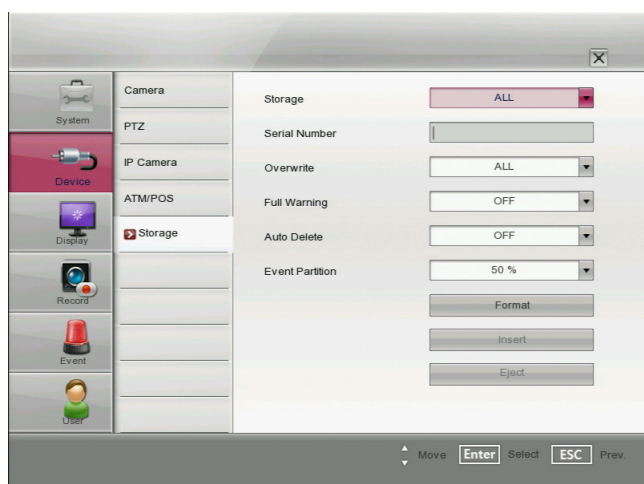 System
Device
Display
Record
Event
User
Camera
PTZ
IP Camera
ATM/POS
Storage
Storage ALL
Serial Number
Overwrite ALL
Full Warning OFF
Auto Delete OFF
Event Partition 50 %
Format
Insert
Eject
Move Enter Select ESC Prev.